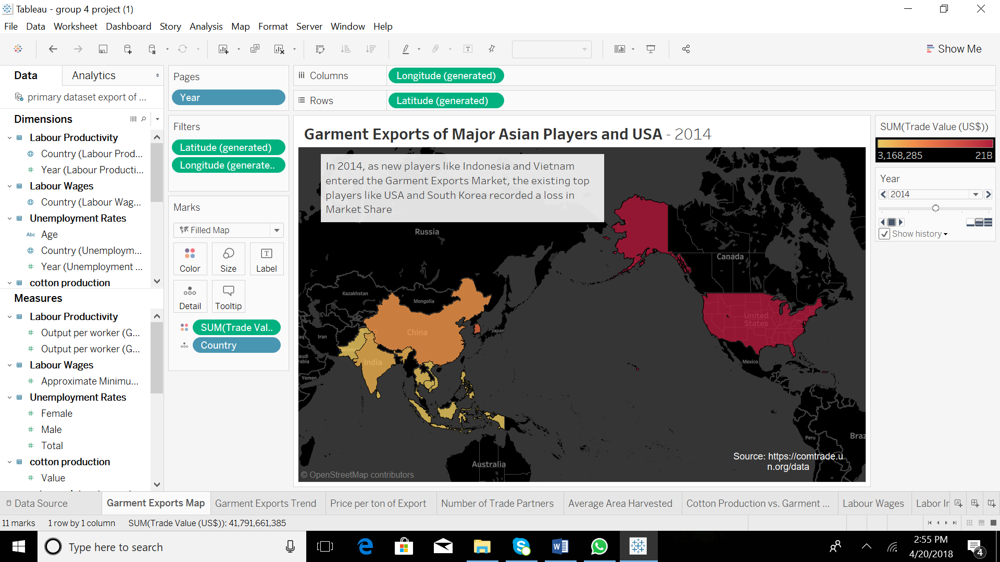 Tableau - group 4 project (1)
File Data Worksheet Dashboard Story Analysis Map Format Server Window Help
Show Me
Data Analytics
primary dataset export of ...
Dimensions
Labour Productivity
Country (Labour Prod...
Year (Labour Producti...
Labour Wages
Country (Labour Wag...
Unemployment Rates
Abc Age
Country (Unemploym...
Year (Unemployment ...
cotton production
Measures
Labour Productivity
Output per worker (G...
Output per worker (G...
Labour Wages
Approximate Minimu...
Unemployment Rates
Female
Male
Total
cotton production
Value
Pages
Year
Filters
Latitude (generated)
Longitude (generate..
Marks
Filled Map
Color Size Label
Detail Tooltip
SUM(Trade Val..
Country
Columns Longitude (generated)
Rows Latitude (generated)
Garment Exports of Major Asian Players and USA - 2014
In 2014, as new players like Indonesia and Vietnam
entered the Garment Exports Market, the existing top
players like USA and South Korea recorded a loss in
Market Share
Russia
Canada
Kazakhstan
Mongolia
United
States
China
Japan
Iran
India
Mexico
Yemen
Peru
Braz
Australia
Source: https://comtrade.u
n.org/data
© OpenStreetMap contributors
SUM(Trade Value (US$))
3,168,285 21B
Year
2014
Show history
Data Source Garment Exports Map Garment Exports Trend Price per ton of Export Number of Trade Partners Average Area Harvested Cotton Production vs. Garment ... Labour Wages Labor Ir
11 marks 1 row by 1 column SUM(Trade Value (US$)): 41,791,661,385
Type here to search
2:55 PM
4/20/2018
4